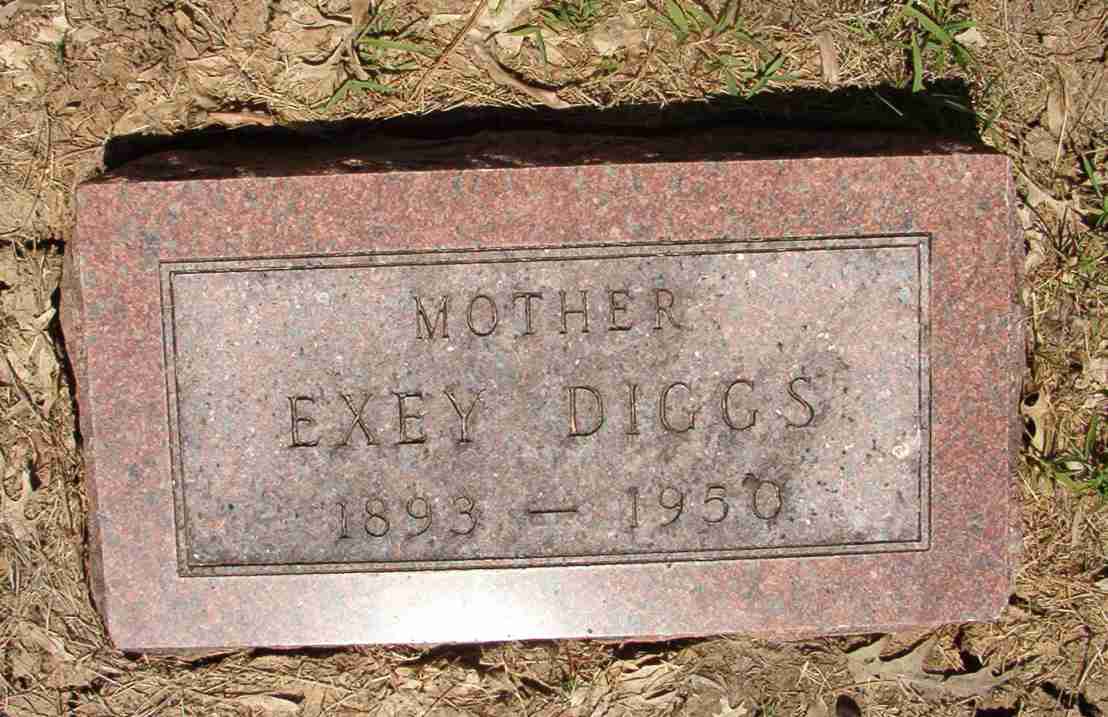 MOTHER
EXEY DIGGS
1893 — 1950